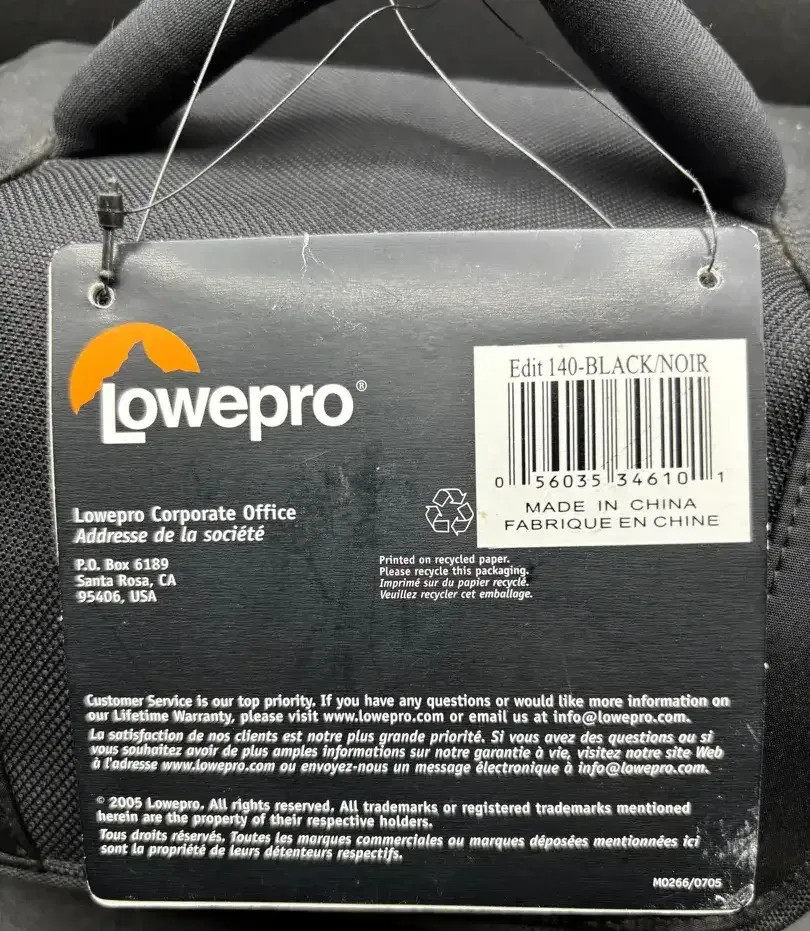 Lowepro®
Edit 140-BLACK/NOIR
0 56035 34610 1
MADE IN CHINA
FABRIQUE EN CHINE
Lowepro Corporate Office
Addresse de la société
P.O. Box 6189
Santa Rosa, CA
95406, USA
Printed on recycled paper.
Please recycle this packaging.
Imprimé sur du papier recyclé.
Veuillez recycler cet emballage.
Customer Service is our top priority. If you have any questions or would like more information on
our Lifetime Warranty, please visit www.lowepro.com or email us at info@lowepro.com.
La satisfaction de nos clients est notre plus grande priorité. Si vous avez des questions ou si
vous souhaitez avoir de plus amples informations sur notre garantie à vie, visitez notre site Web
à l'adresse www.lowepro.com ou envoyez-nous un message électronique à info@lowepro.com.
© 2005 Lowepro. All rights reserved. All trademarks or registered trademarks mentioned
herein are the property of their respective holders.
Tous droits réservés. Toutes les marques commerciales ou marques déposées mentionnées ici
sont la propriété de leurs détenteurs respectifs.
M0266/0705